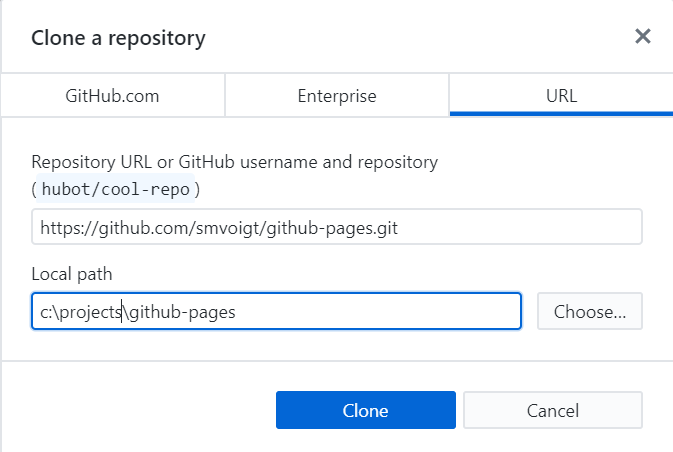 Clone a repository
GitHub.com
Enterprise
URL
Repository URL or GitHub username and repository
(hubot/cool-repo)
https://github.com/smvoigt/github-pages.git
Local path
c:\projects\github-pages
Choose...
Clone
Cancel